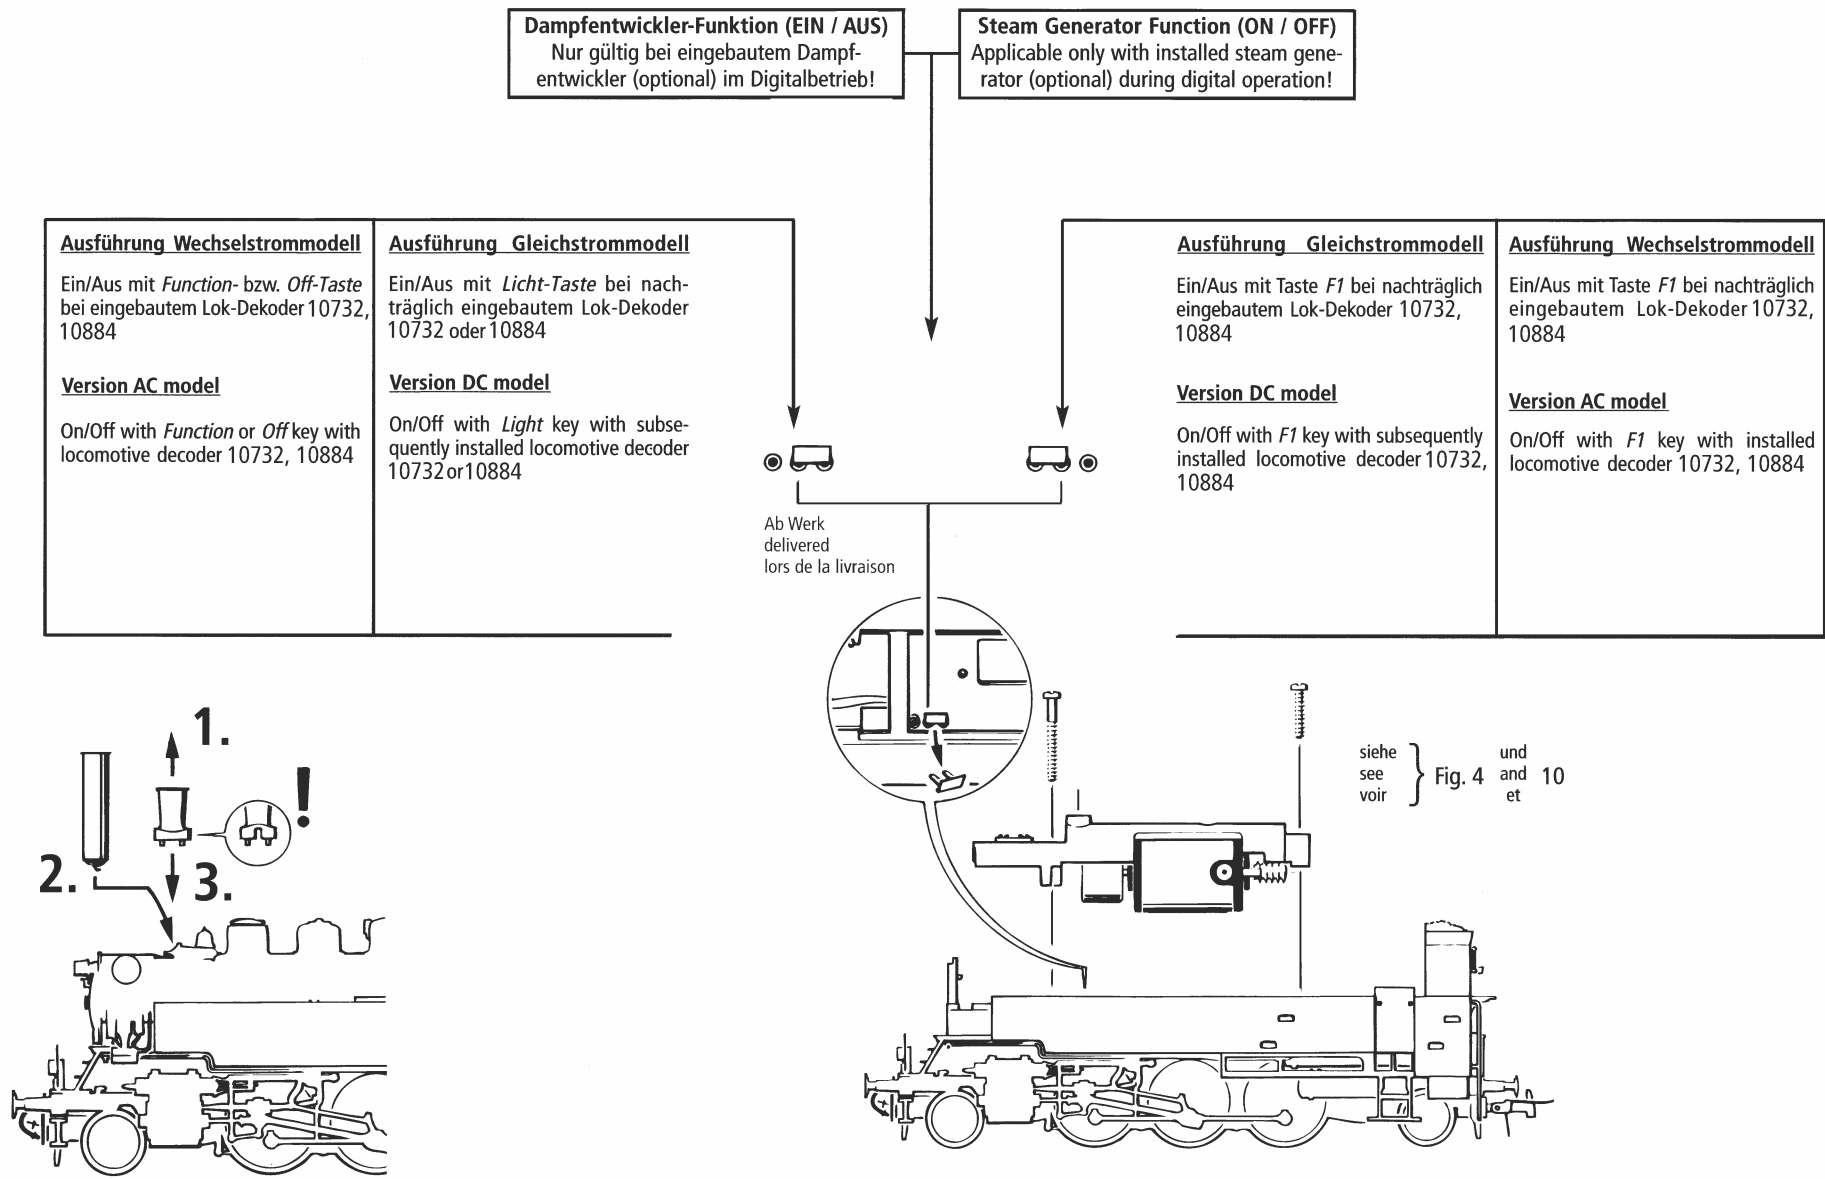 Dampfentwickler-Funktion (EIN / AUS)
Nur gültig bei eingebautem Dampf-
entwickler (optional) im Digitalbetrieb!
Steam Generator Function (ON / OFF)
Applicable only with installed steam gene-
rator (optional) during digital operation!
Ausführung Wechselstrommodell
Ein/Aus mit Function- bzw. Off-Taste
bei eingebautem Lok-Dekoder 10732,
10884
Version AC model
On/Off with Function or Off key with
locomotive decoder 10732, 10884
Ausführung Gleichstrommodell
Ein/Aus mit Licht-Taste bei nach-
träglich eingebautem Lok-Dekoder
10732 oder 10884
Version DC model
On/Off with Light key with subse-
quently installed locomotive decoder
10732 or 10884
Ausführung Gleichstrommodell
Ein/Aus mit Taste F1 bei nachträglich
eingebautem Lok-Dekoder 10732,
10884
Version DC model
On/Off with F1 key with subsequently
installed locomotive decoder 10732,
10884
Ausführung Wechselstrommodell
Ein/Aus mit Taste F1 bei nachträglich
eingebautem Lok-Dekoder 10732,
10884
Version AC model
On/Off with F1 key with installed
locomotive decoder 10732, 10884
Ab Werk
delivered
lors de la livraison
1.
!
2.
3.
siehe
see
voir
Fig. 4
und
and
et
10